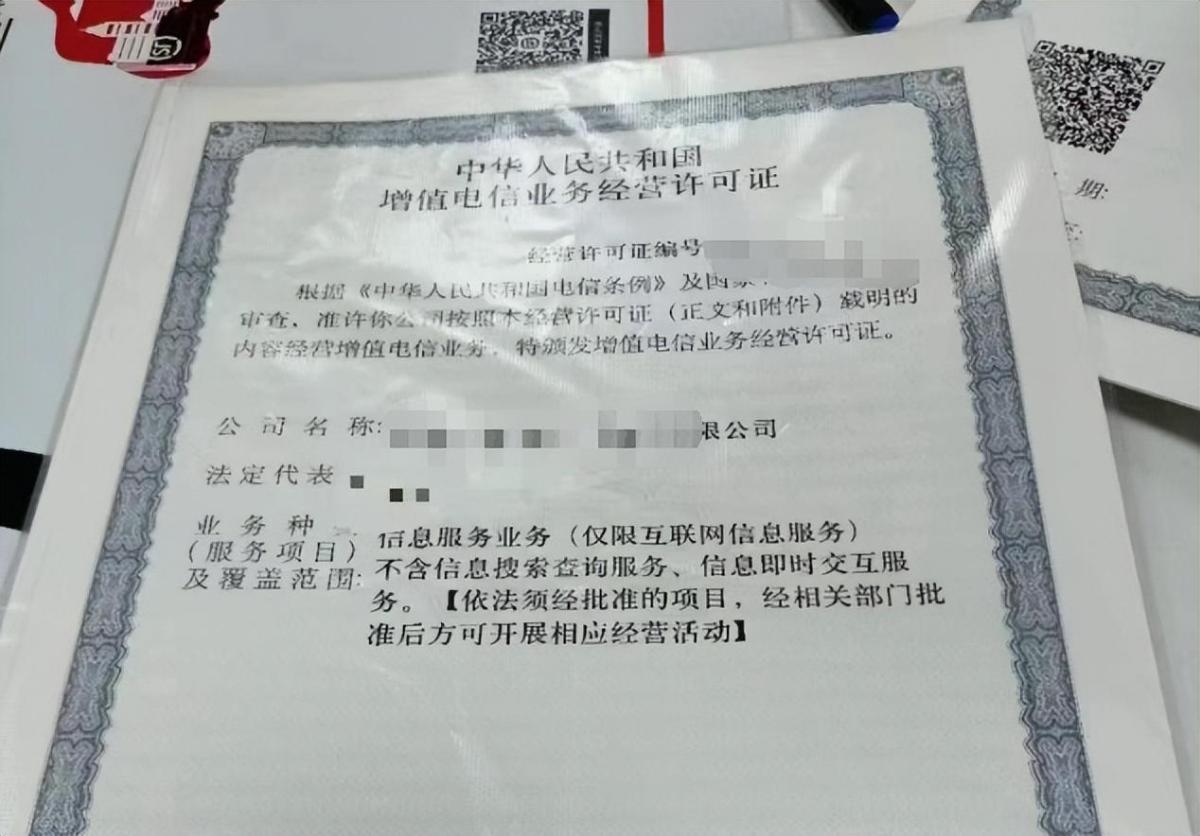 中华人民共和国
增值电信业务经营许可证
经营许可证编号
根据《中华人民共和国电信条例》及国家
审查，准许你公司按照本经营许可证（正文和附件）载明的
内容经营增值电信业务，特颁发增值电信业务经营许可证。
公司名称:
限公司
法定代表
业务种
（服务项目）
及覆盖范围:
信息服务业务（仅限互联网信息服务）
不含信息搜索查询服务、信息即时交互服
务。【依法须经批准的项目，经相关部门批
准后方可开展相应经营活动】
期: